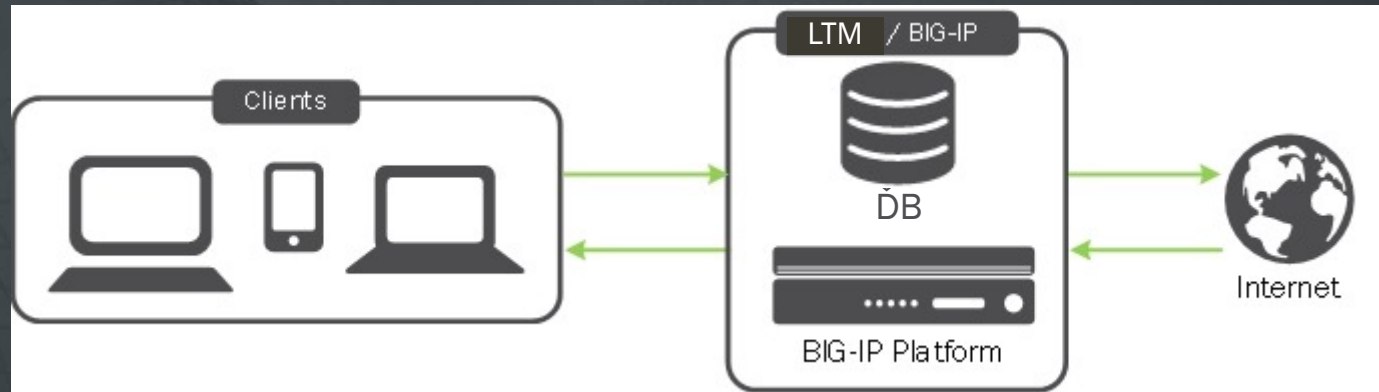 LTM / BIG-IP
Clients
ĎB
BIG-IP Platform
Internet